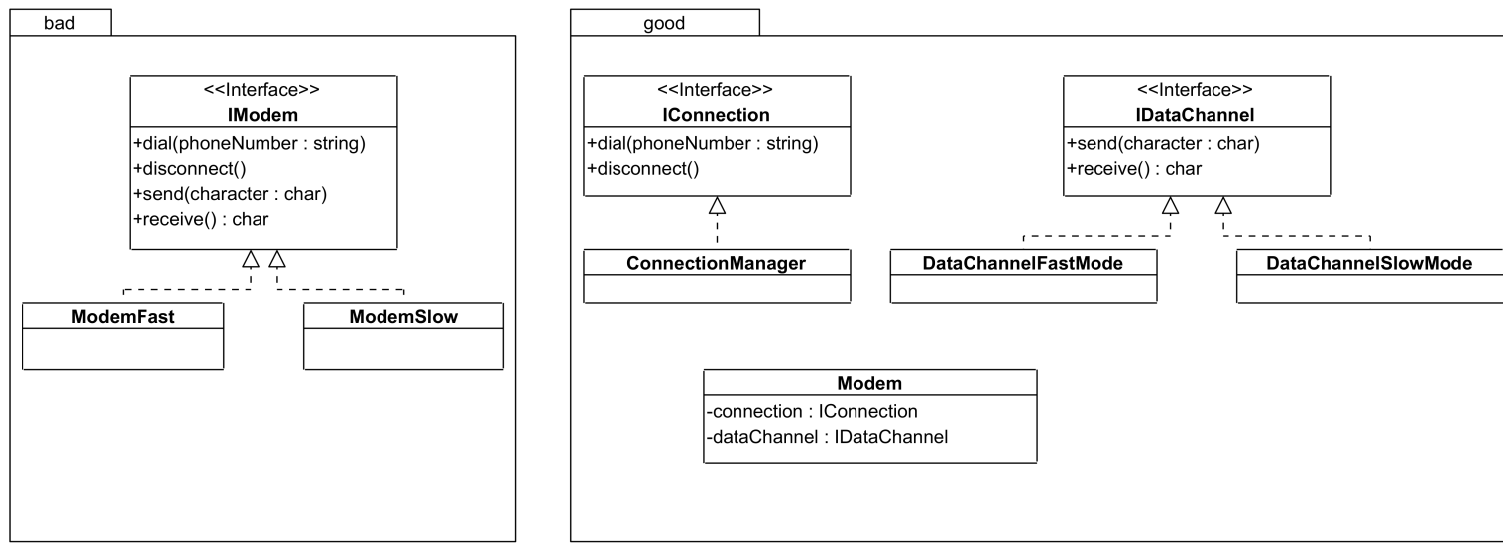 bad
<<Interface>>
IModem
+dial(phoneNumber : string)
+disconnect()
+send(character : char)
+receive() : char
ModemFast
ModemSlow
good
<<Interface>>
IConnection
+dial(phoneNumber : string)
+disconnect()
<<Interface>>
IDataChannel
+send(character : char)
+receive() : char
ConnectionManager
DataChannelFastMode
DataChannelSlowMode
Modem
-connection : IConnection
-dataChannel : IDataChannel